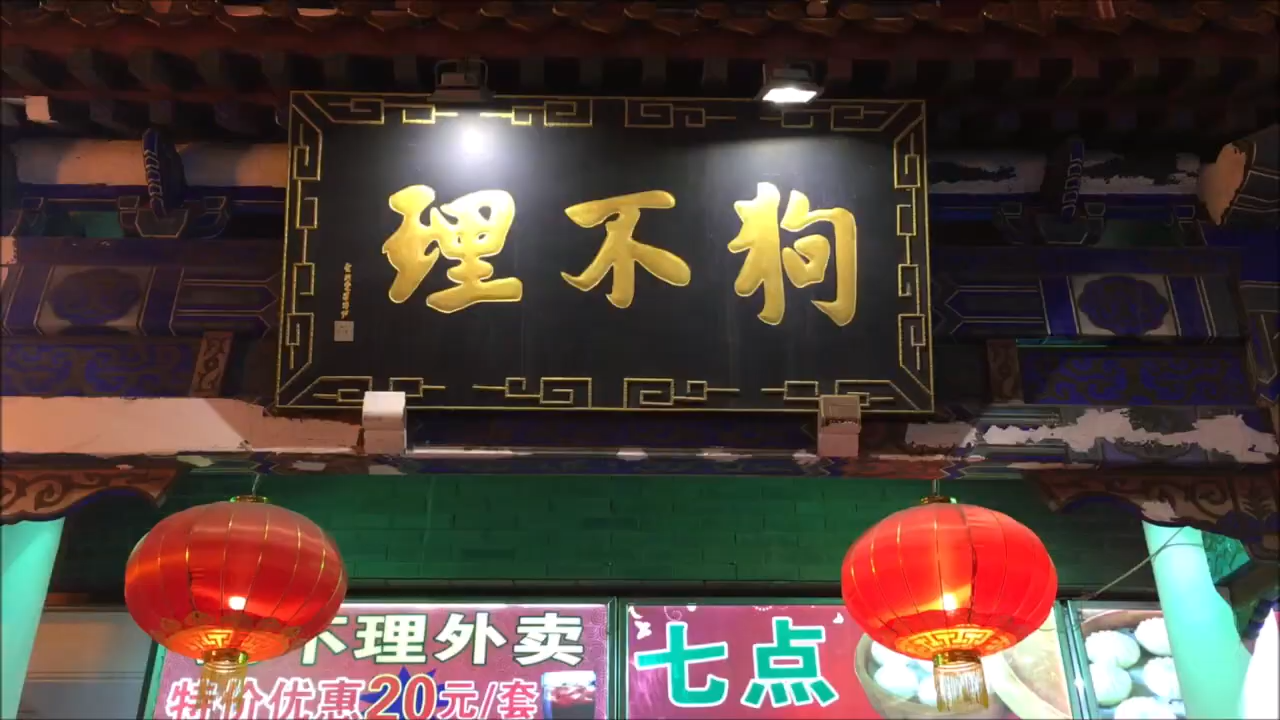 理不狗
不理外卖
特价优惠20元/套
七点